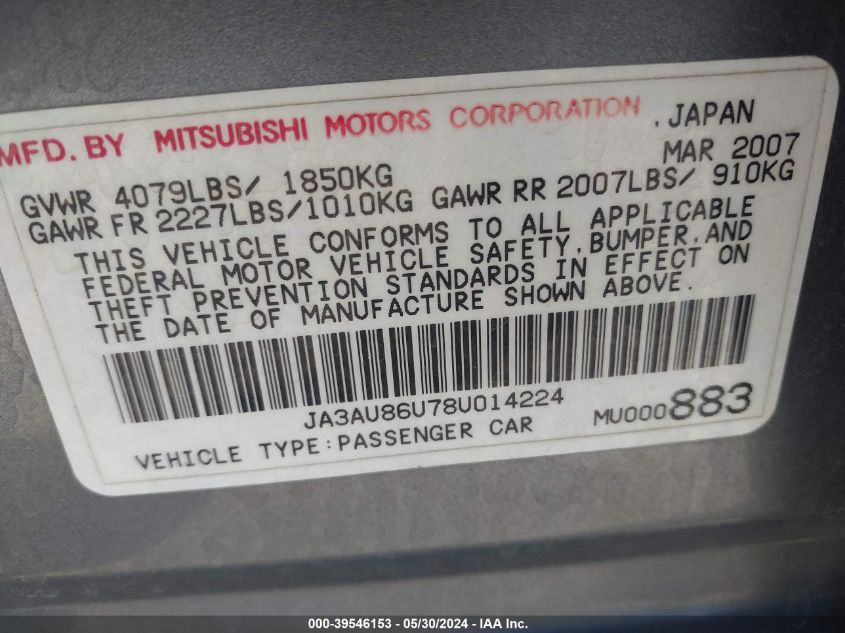 MFD. BY MITSUBISHI MOTORS CORPORATION , JAPAN
MAR 2007
GVWR 4079LBS/ 1850KG
GAWR FR 2227LBS/1010KG GAWR RR 2007LBS/ 910KG
THIS VEHICLE CONFORMS TO ALL APPLICABLE
FEDERAL MOTOR VEHICLE SAFETY, BUMPER, AND
THEFT PREVENTION STANDARDS IN EFFECT ON
THE DATE OF MANUFACTURE SHOWN ABOVE.
JA3AU86U78U014224
MU000883
VEHICLE TYPE:PASSENGER CAR
000-39546153 - 05/30/2024 - IAA Inc.